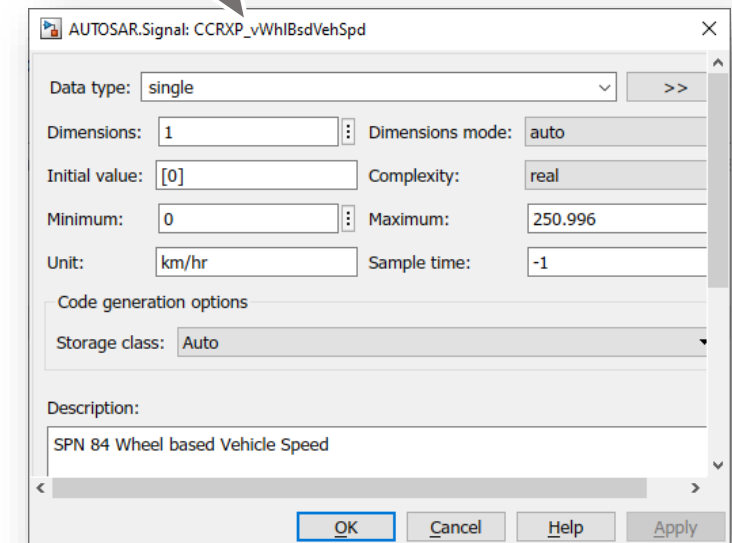 AUTOSAR.Signal: CCRXP_vWhlBsdVehSpd
Data type: single >>
Dimensions: 1 Dimensions mode: auto
Initial value: [0] Complexity: real
Minimum: 0 Maximum: 250.996
Unit: km/hr Sample time: -1
Code generation options
Storage class: Auto
Description:
SPN 84 Wheel based Vehicle Speed
OK Cancel Help Apply